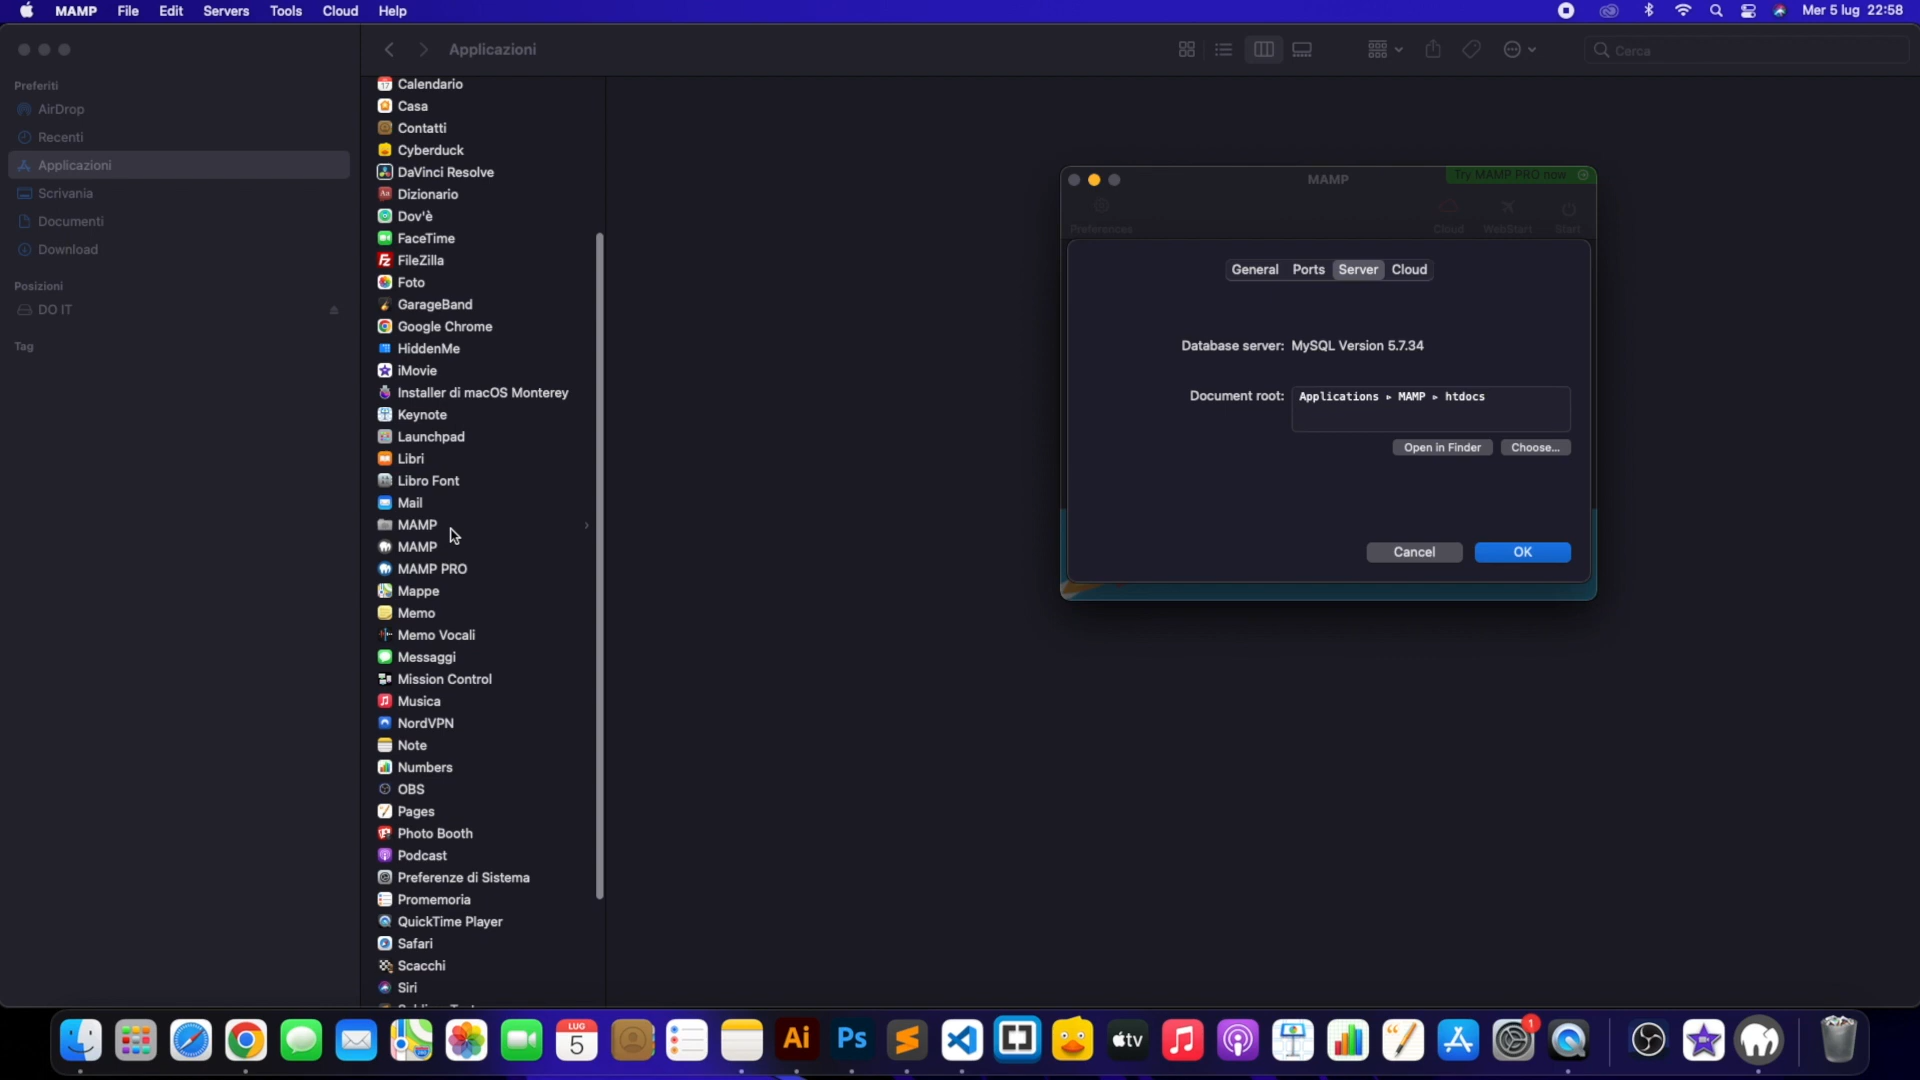 MAMP File Edit Servers Tools Cloud Help Mer 5 lug 22:58
Applicazioni
Cerca
Preferiti
AirDrop
Recenti
Applicazioni
Scrivania
Documenti
Download
Posizioni
DO IT
Tag
Calendario
Casa
Contatti
Cyberduck
DaVinci Resolve
Dizionario
Dov'è
FaceTime
FileZilla
Foto
GarageBand
Google Chrome
HiddenMe
iMovie
Installer di macOS Monterey
Keynote
Launchpad
Libri
Libro Font
Mail
MAMP
MAMP
MAMP PRO
Mappe
Memo
Memo Vocali
Messaggi
Mission Control
Musica
NordVPN
Note
Numbers
OBS
Pages
Photo Booth
Podcast
Preferenze di Sistema
Promemoria
QuickTime Player
Safari
Scacchi
Siri
MAMP
Try MAMP PRO now
Preferences Cloud WebStart Start
General Ports Server Cloud
Database server: MySQL Version 5.7.34
Document root: Applications ▸ MAMP ▸ htdocs
Open in Finder Choose...
Cancel OK
LUG
5
Ai
Ps
tv
1